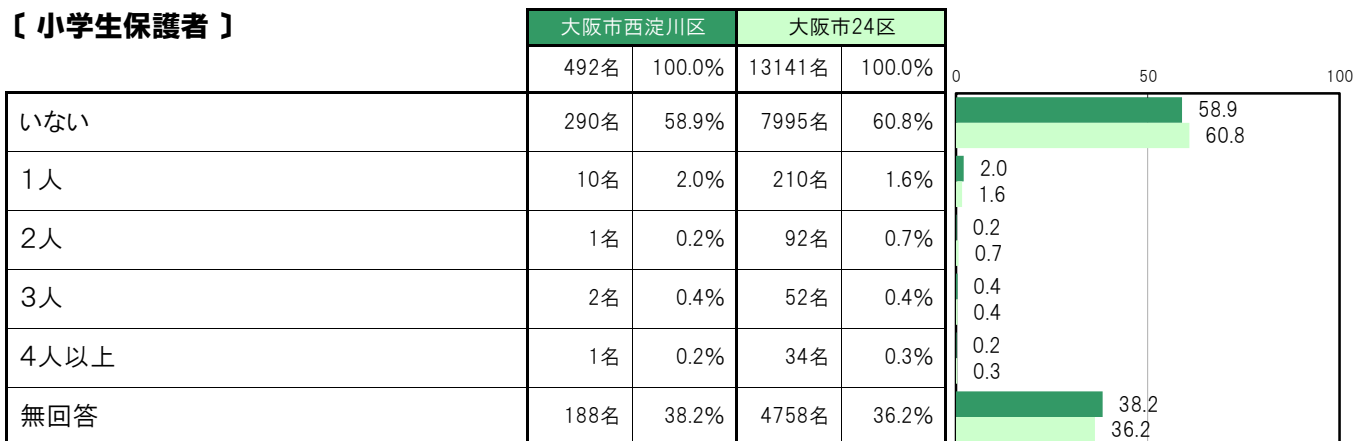 〔 小学生保護者 〕
大阪市西淀川区 大阪市24区
492名 100.0% 13141名 100.0%
0 50 100
いない 290名 58.9% 7995名 60.8%
58.9
60.8
1人 10名 2.0% 210名 1.6%
2.0
1.6
2人 1名 0.2% 92名 0.7%
0.2
0.7
3人 2名 0.4% 52名 0.4%
0.4
0.4
4人以上 1名 0.2% 34名 0.3%
0.2
0.3
無回答 188名 38.2% 4758名 36.2%
38.2
36.2